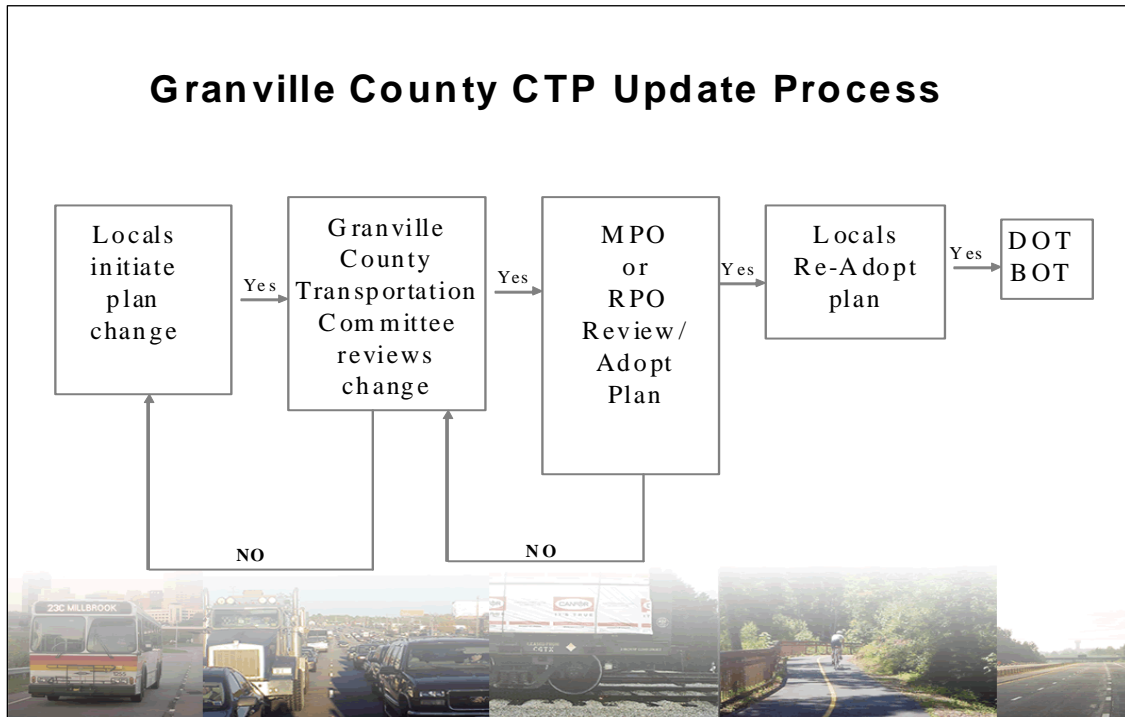 Granville County CTP Update Process
Locals
initiate
plan
change
Yes
Granville
County
Transportation
Committee
reviews
change
Yes
MPO
or
RPO
Review/
Adopt
Plan
Yes
Locals
Re-Adopt
plan
Yes
DOT
BOT
NO
NO
23C MILLBROOK
CANFOR